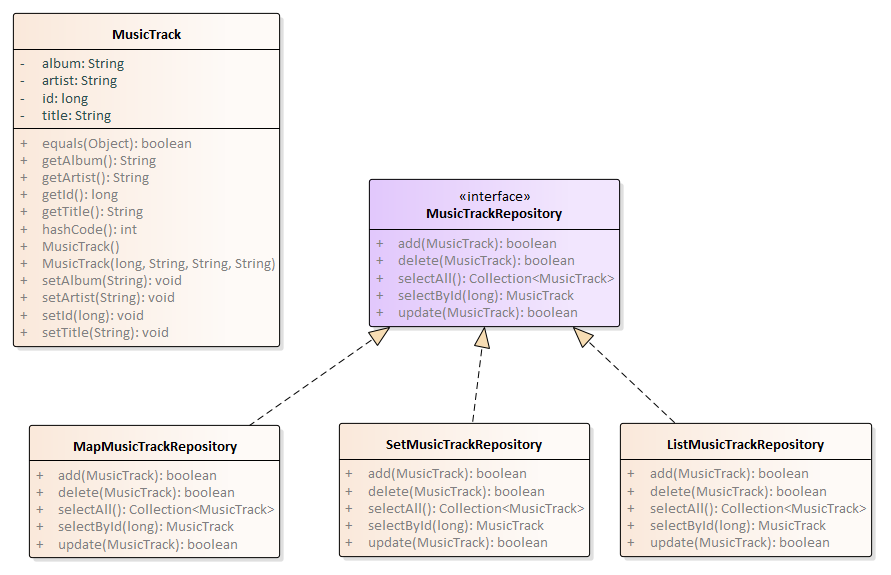 MusicTrack
- album: String
- artist: String
- id: long
- title: String
+ equals(Object): boolean
+ getAlbum(): String
+ getArtist(): String
+ getId(): long
+ getTitle(): String
+ hashCode(): int
+ MusicTrack()
+ MusicTrack(long, String, String, String)
+ setAlbum(String): void
+ setArtist(String): void
+ setId(long): void
+ setTitle(String): void
«interface»
MusicTrackRepository
+ add(MusicTrack): boolean
+ delete(MusicTrack): boolean
+ selectAll(): Collection<MusicTrack>
+ selectById(long): MusicTrack
+ update(MusicTrack): boolean
MapMusicTrackRepository
+ add(MusicTrack): boolean
+ delete(MusicTrack): boolean
+ selectAll(): Collection<MusicTrack>
+ selectById(long): MusicTrack
+ update(MusicTrack): boolean
SetMusicTrackRepository
+ add(MusicTrack): boolean
+ delete(MusicTrack): boolean
+ selectAll(): Collection<MusicTrack>
+ selectById(long): MusicTrack
+ update(MusicTrack): boolean
ListMusicTrackRepository
+ add(MusicTrack): boolean
+ delete(MusicTrack): boolean
+ selectAll(): Collection<MusicTrack>
+ selectById(long): MusicTrack
+ update(MusicTrack): boolean